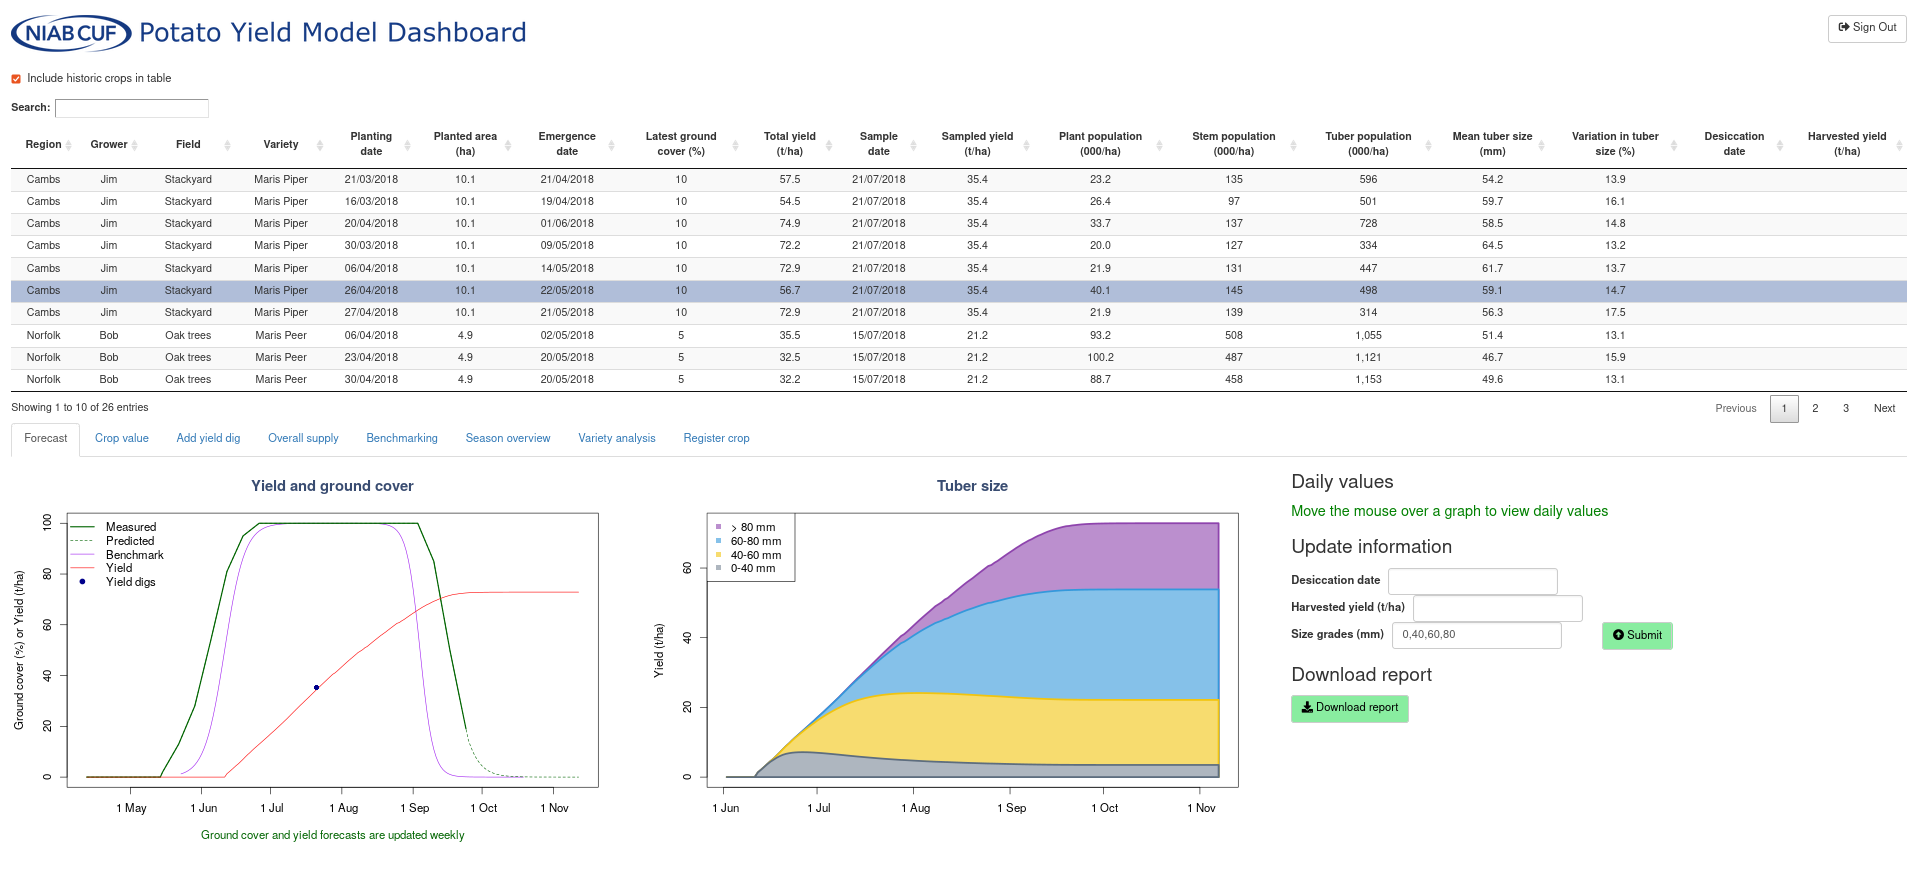 NIAB CUF Potato Yield Model Dashboard
Sign Out
Include historic crops in table
Search:
Region Grower Field Variety Planting date Planted area (ha) Emergence date Latest ground cover (%) Total yield (t/ha) Sample date Sampled yield (t/ha) Plant population (000/ha) Stem population (000/ha) Tuber population (000/ha) Mean tuber size (mm) Variation in tuber size (%) Desiccation date Harvested yield (t/ha)
Cambs Jim Stackyard Maris Piper 21/03/2018 10.1 21/04/2018 10 57.5 21/07/2018 35.4 23.2 135 596 54.2 13.9
Cambs Jim Stackyard Maris Piper 16/03/2018 10.1 19/04/2018 10 54.5 21/07/2018 35.4 26.4 97 501 59.7 16.1
Cambs Jim Stackyard Maris Piper 20/04/2018 10.1 01/06/2018 10 74.9 21/07/2018 35.4 33.7 137 728 58.5 14.8
Cambs Jim Stackyard Maris Piper 30/03/2018 10.1 09/05/2018 10 72.2 21/07/2018 35.4 20.0 127 334 64.5 13.2
Cambs Jim Stackyard Maris Piper 06/04/2018 10.1 14/05/2018 10 72.9 21/07/2018 35.4 21.9 131 447 61.7 13.7
Cambs Jim Stackyard Maris Piper 26/04/2018 10.1 22/05/2018 10 56.7 21/07/2018 35.4 40.1 145 498 59.1 14.7
Cambs Jim Stackyard Maris Piper 27/04/2018 10.1 21/05/2018 10 72.9 21/07/2018 35.4 21.9 139 314 56.3 17.5
Norfolk Bob Oak trees Maris Peer 06/04/2018 4.9 02/05/2018 5 35.5 15/07/2018 21.2 93.2 508 1,055 51.4 13.1
Norfolk Bob Oak trees Maris Peer 23/04/2018 4.9 20/05/2018 5 32.5 15/07/2018 21.2 100.2 487 1,121 46.7 15.9
Norfolk Bob Oak trees Maris Peer 30/04/2018 4.9 20/05/2018 5 32.2 15/07/2018 21.2 88.7 458 1,153 49.6 13.1
Showing 1 to 10 of 26 entries
Previous 1 2 3 Next
Forecast Crop value Add yield dig Overall supply Benchmarking Season overview Variety analysis Register crop
Yield and ground cover
Measured
Predicted
Benchmark
Yield
Yield digs
Ground cover (%) or Yield (t/ha)
100
80
60
40
20
0
1 May 1 Jun 1 Jul 1 Aug 1 Sep 1 Oct 1 Nov
Ground cover and yield forecasts are updated weekly
Tuber size
> 80 mm
60-80 mm
40-60 mm
0-40 mm
Yield (t/ha)
60
40
20
0
1 Jun 1 Jul 1 Aug 1 Sep 1 Oct 1 Nov
Daily values
Move the mouse over a graph to view daily values
Update information
Desiccation date
Harvested yield (t/ha)
Size grades (mm) 0,40,60,80
Submit
Download report
Download report